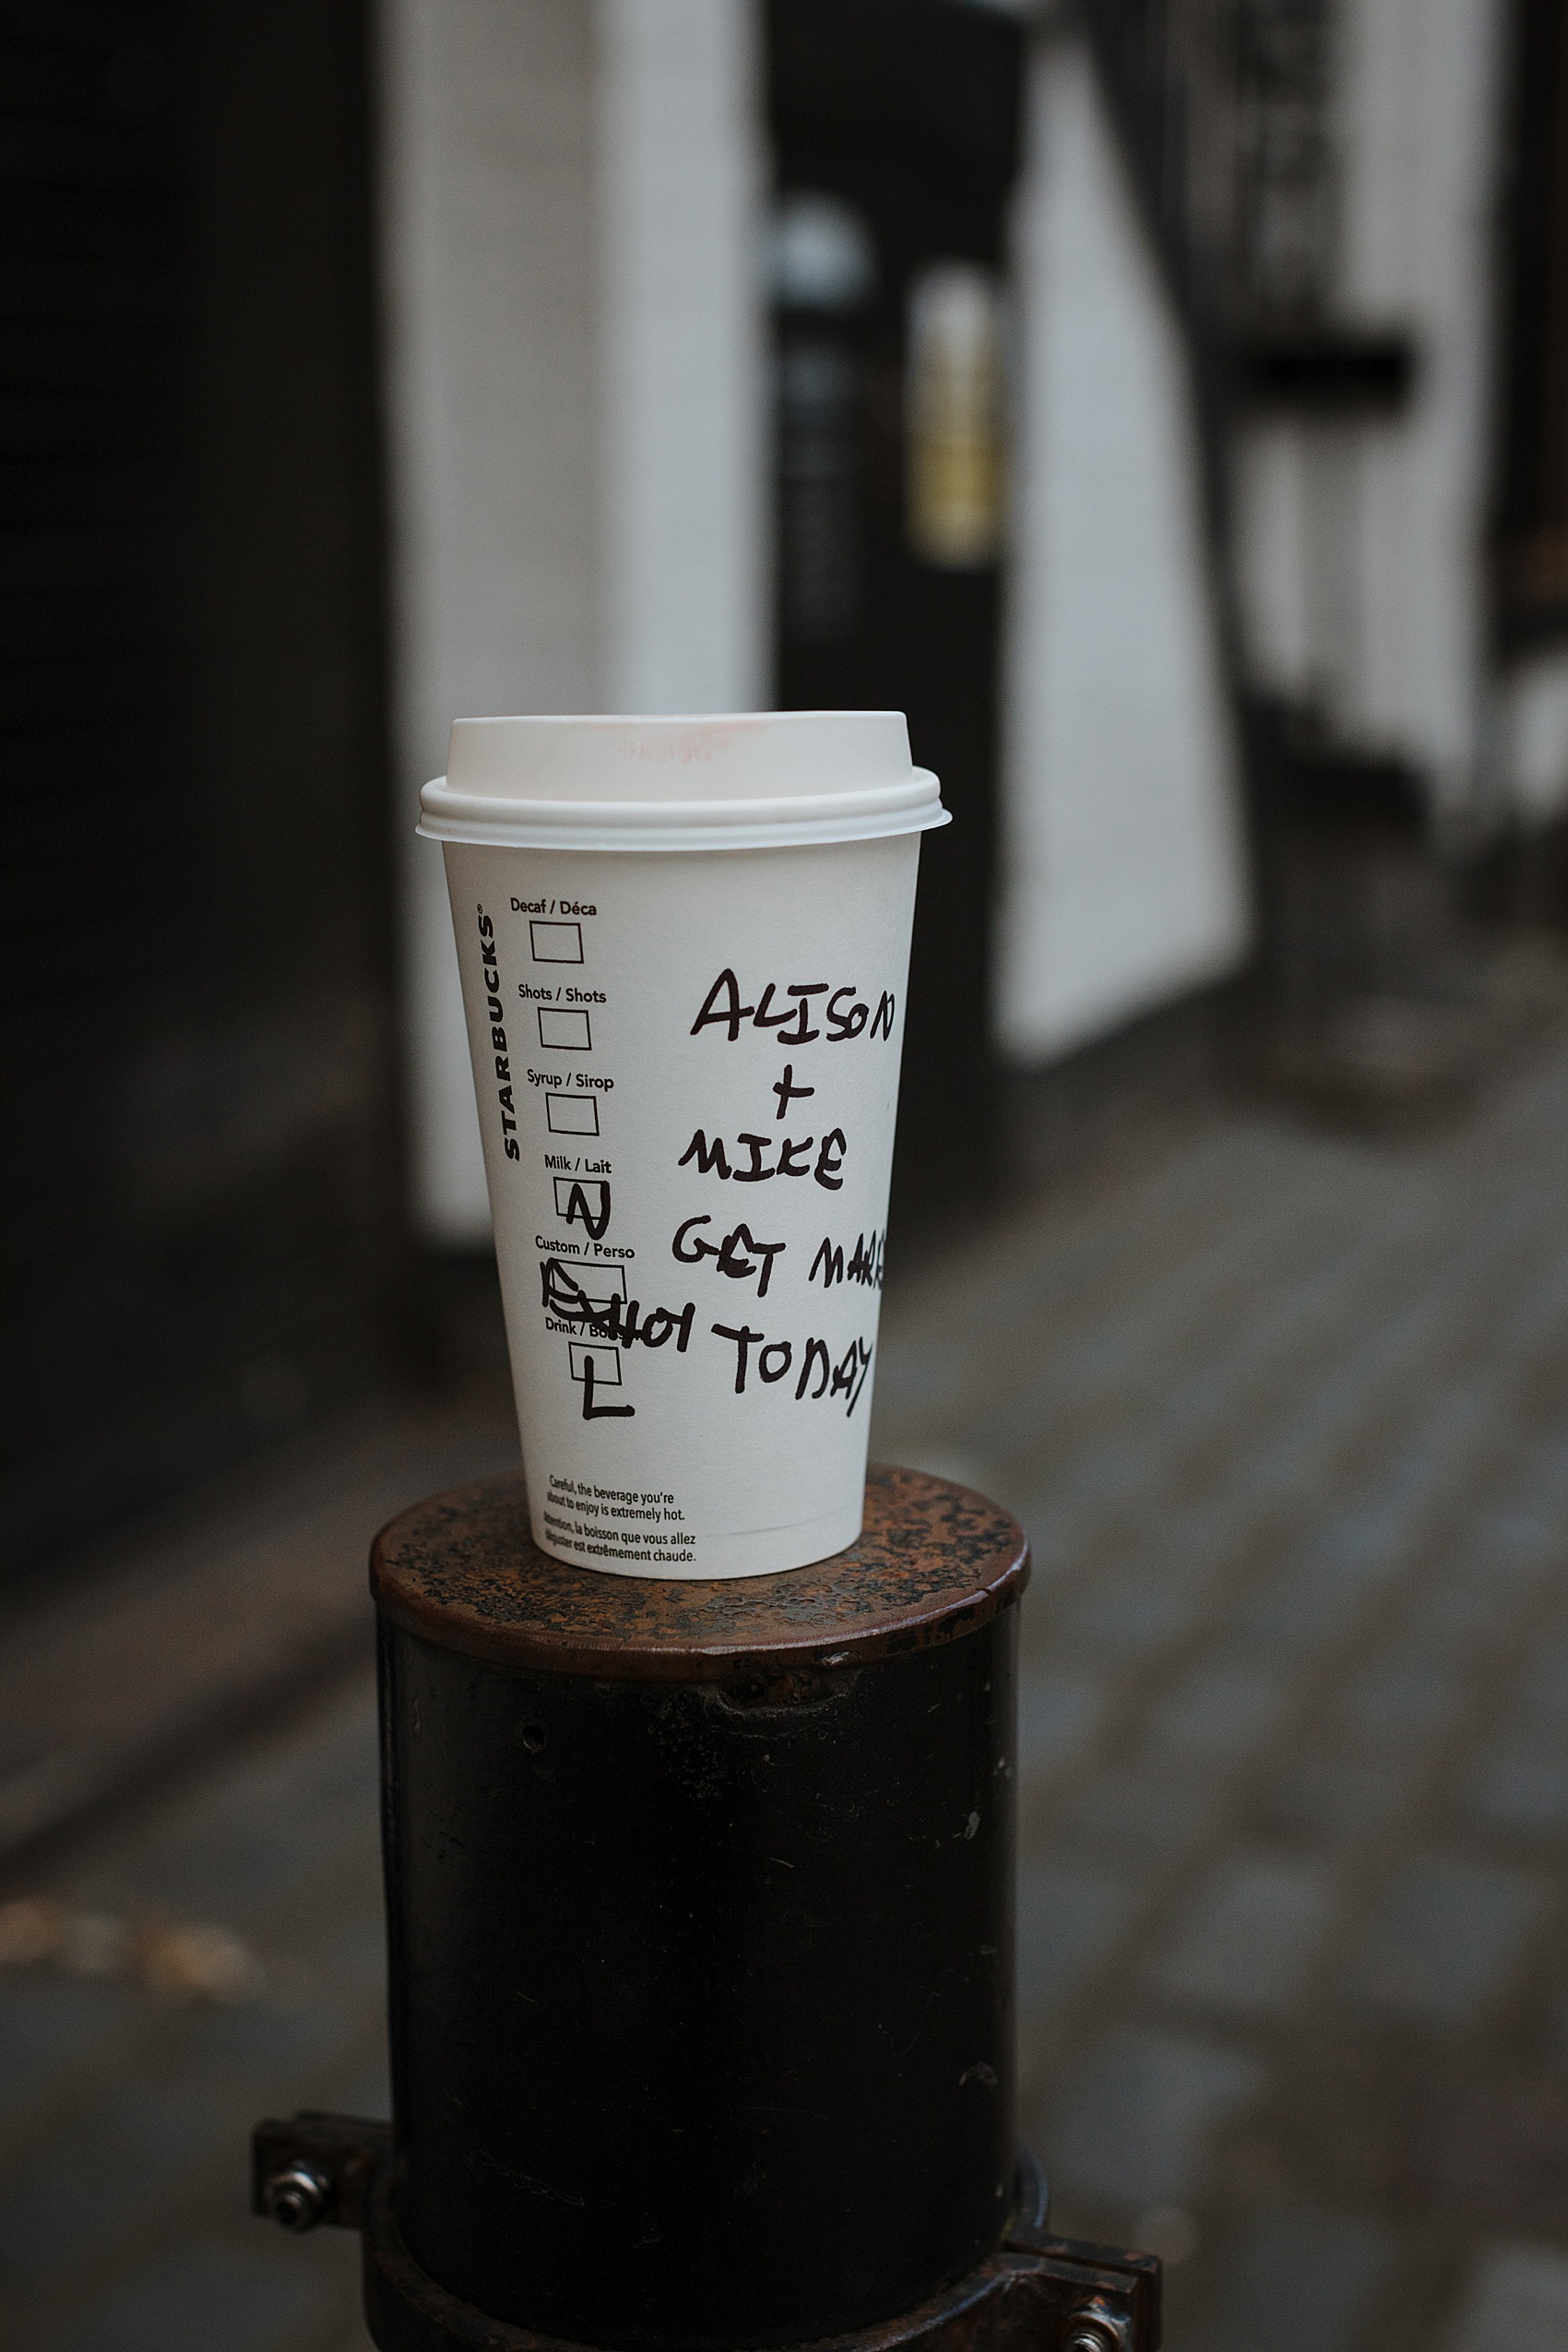 STARBUCKS®
Decaf / Déca
Shots / Shots
Syrup / Sirop
Milk / Lait
N
Custom / Perso
HOT
Drink /
L
ALISON
+
MIKE
GET
TODAY
Careful, the beverage you're
about to enjoy is extremely hot.
Attention, la boisson que vous allez
déguster est extrêmement chaude.